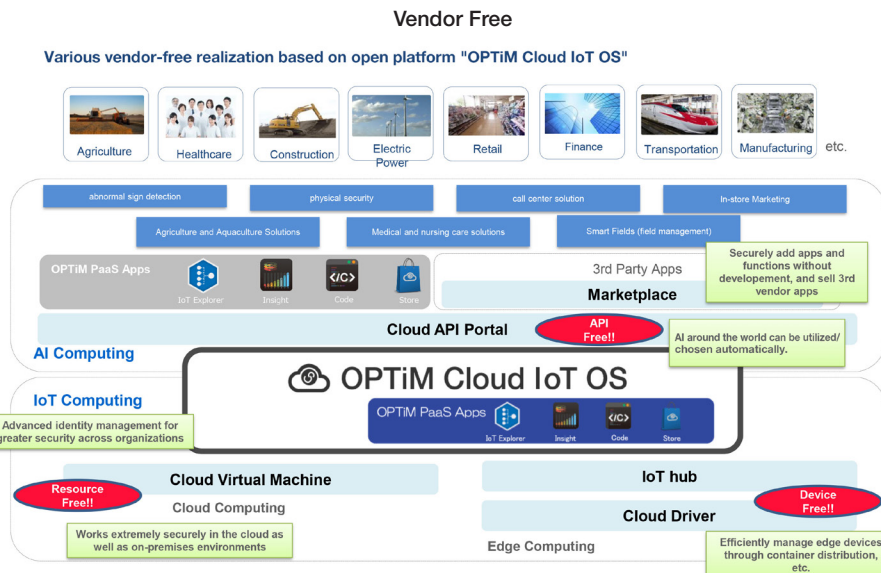 Vendor Free
Various vendor-free realization based on open platform "OPTiM Cloud IoT OS"
Agriculture
Healthcare
Construction
Electric
Power
Retail
Finance
Transportation
Manufacturing
etc.
abnormal sign detection
physical security
call center solution
In-store Marketing
Agriculture and Aquaculture Solutions
Medical and nursing care solutions
Smart Fields (field management)
OPTiM PaaS Apps
IoT Explorer
Insight
</C>
Code
Store
3rd Party Apps
Marketplace
Securely add apps and
functions without
developement, and sell 3rd
vendor apps
Cloud API Portal
API
Free!!
AI around the world can be utilized/
chosen automatically.
AI Computing
OPTiM Cloud IoT OS
IoT Computing
OPTiM PaaS Apps
IoT Explorer
Insight
</C>
Code
Store
Advanced identity management for
greater security across organizations
Cloud Virtual Machine
Resource
Free!!
Cloud Computing
Works extremely securely in the cloud as
well as on-premises environments
IoT hub
Device
Free!!
Cloud Driver
Edge Computing
Efficiently manage edge devices
through container distribution,
etc.